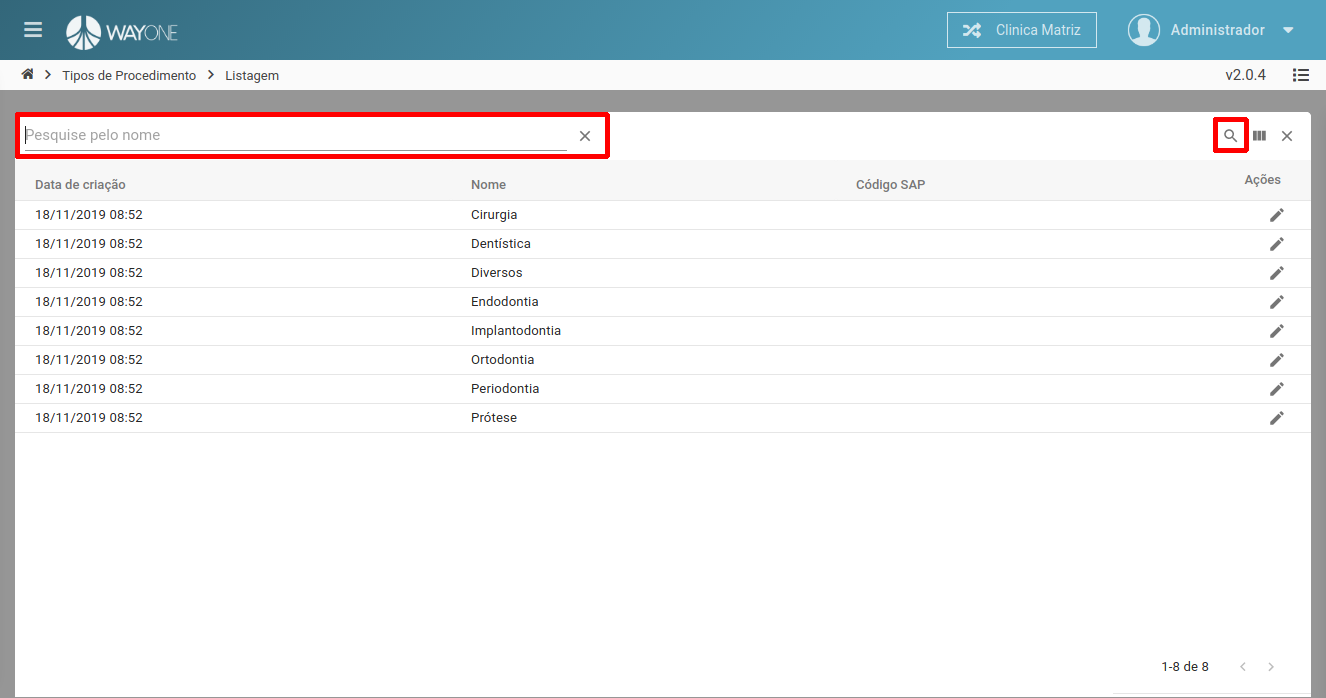 WAYONE
Clinica Matriz
Administrador
Tipos de Procedimento
Listagem
v2.0.4
Pesquise pelo nome
Data de criação Nome Código SAP Ações
18/11/2019 08:52 Cirurgia
18/11/2019 08:52 Dentística
18/11/2019 08:52 Diversos
18/11/2019 08:52 Endodontia
18/11/2019 08:52 Implantodontia
18/11/2019 08:52 Ortodontia
18/11/2019 08:52 Periodontia
18/11/2019 08:52 Prótese
1-8 de 8